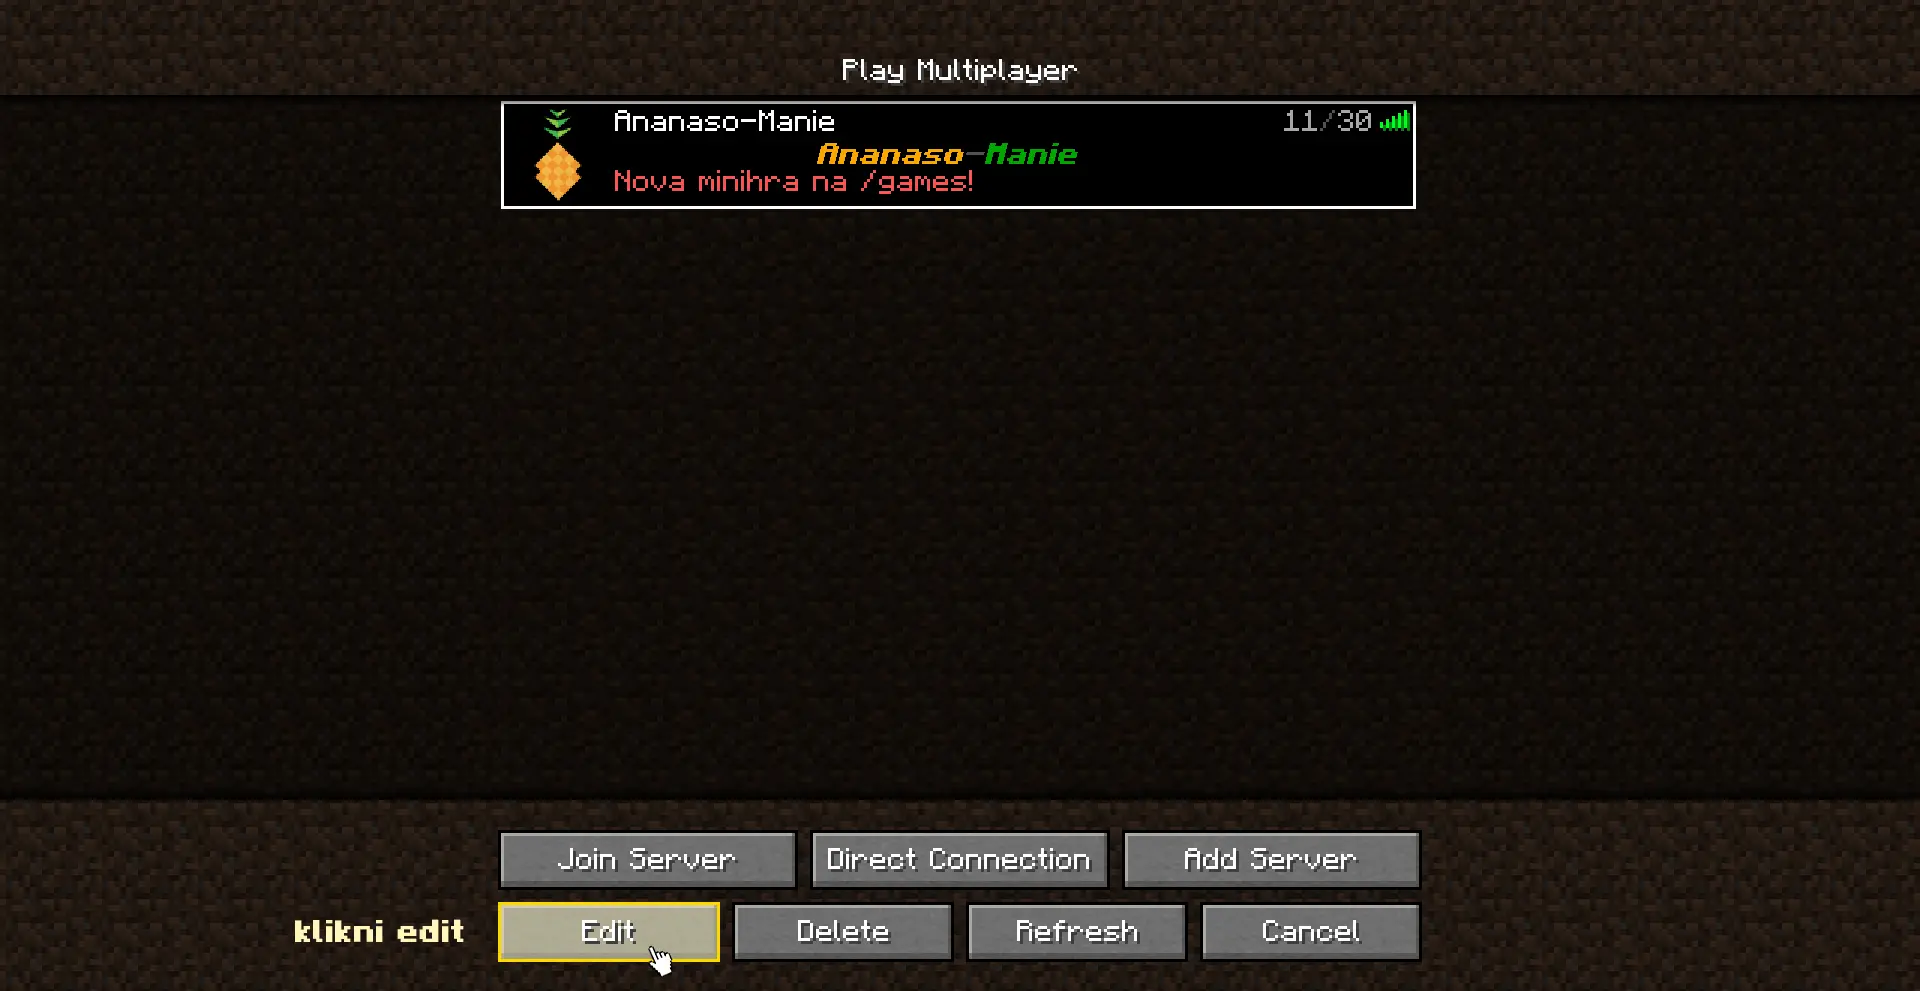 Play Multiplayer
Ananaso-Manie 11/30
Ananaso-Manie
Nova minihra na /games!
Join Server Direct Connection Add Server
klikni edit Edit Delete Refresh Cancel